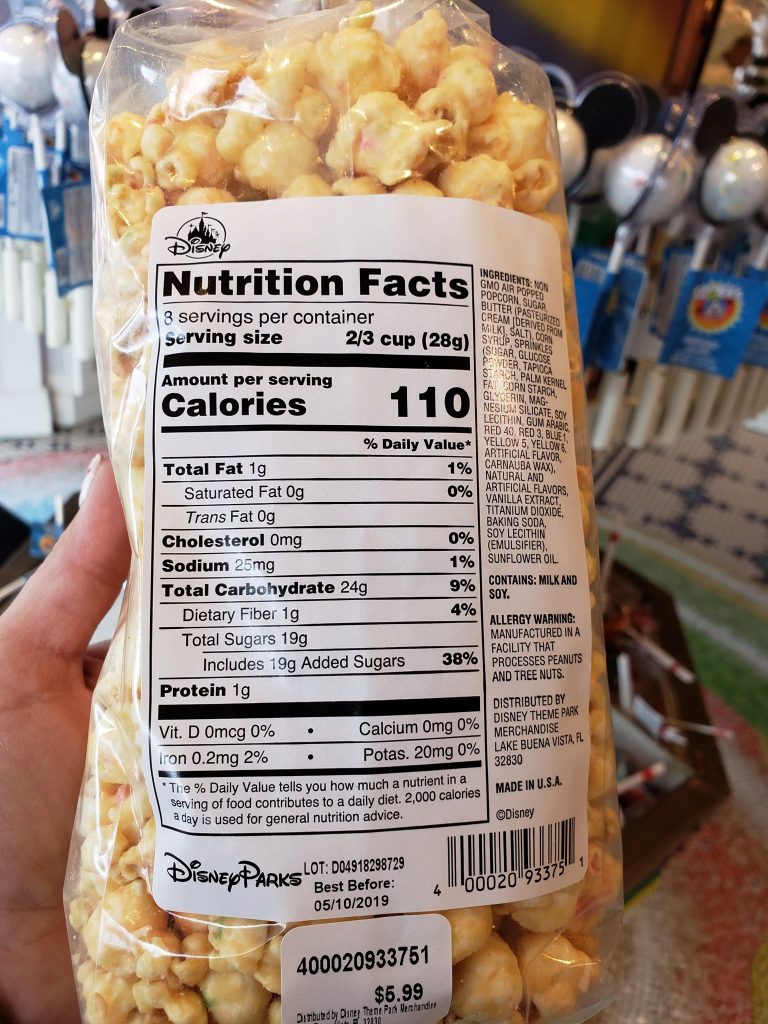 Disney
Nutrition Facts
8 servings per container
Serving size 2/3 cup (28g)
Amount per serving
Calories 110
% Daily Value*
Total Fat 1g 1%
Saturated Fat 0g 0%
Trans Fat 0g
Cholesterol 0mg 0%
Sodium 25mg 1%
Total Carbohydrate 24g 9%
Dietary Fiber 1g 4%
Total Sugars 19g
Includes 19g Added Sugars 38%
Protein 1g
Vit. D 0mcg 0% • Calcium 0mg 0%
Iron 0.2mg 2% • Potas. 20mg 0%
* The % Daily Value tells you how much a nutrient in a
serving of food contributes to a daily diet. 2,000 calories
a day is used for general nutrition advice.
INGREDIENTS: NON
GMO AIR POPPED
POPCORN, SUGAR,
BUTTER (PASTEURIZED
CREAM [DERIVED FROM
MILK], SALT), CORN
SYRUP, SPRINKLES
(SUGAR, GLUCOSE
POWDER, TAPIOCA
STARCH, PALM KERNEL
FAT, CORN STARCH,
GLYCERIN, MAG-
NESIUM SILICATE, SOY
LECITHIN, GUM ARABIC,
RED 40, RED 3, BLUE 1,
YELLOW 5, YELLOW 6,
ARTIFICIAL FLAVOR,
CARNAUBA WAX),
NATURAL AND
ARTIFICIAL FLAVORS,
VANILLA EXTRACT,
TITANIUM DIOXIDE,
BAKING SODA,
SOY LECITHIN
(EMULSIFIER),
SUNFLOWER OIL.
CONTAINS: MILK AND
SOY.
ALLERGY WARNING:
MANUFACTURED IN A
FACILITY THAT
PROCESSES PEANUTS
AND TREE NUTS.
DISTRIBUTED BY
DISNEY THEME PARK
MERCHANDISE
LAKE BUENA VISTA, FL
32830
MADE IN U.S.A.
©Disney
Disney Parks
LOT: D04918298729
Best Before:
05/10/2019
4 00020 93375 1
400020933751
$5.99
Distributed by Disney Theme Park Merchandise
32830